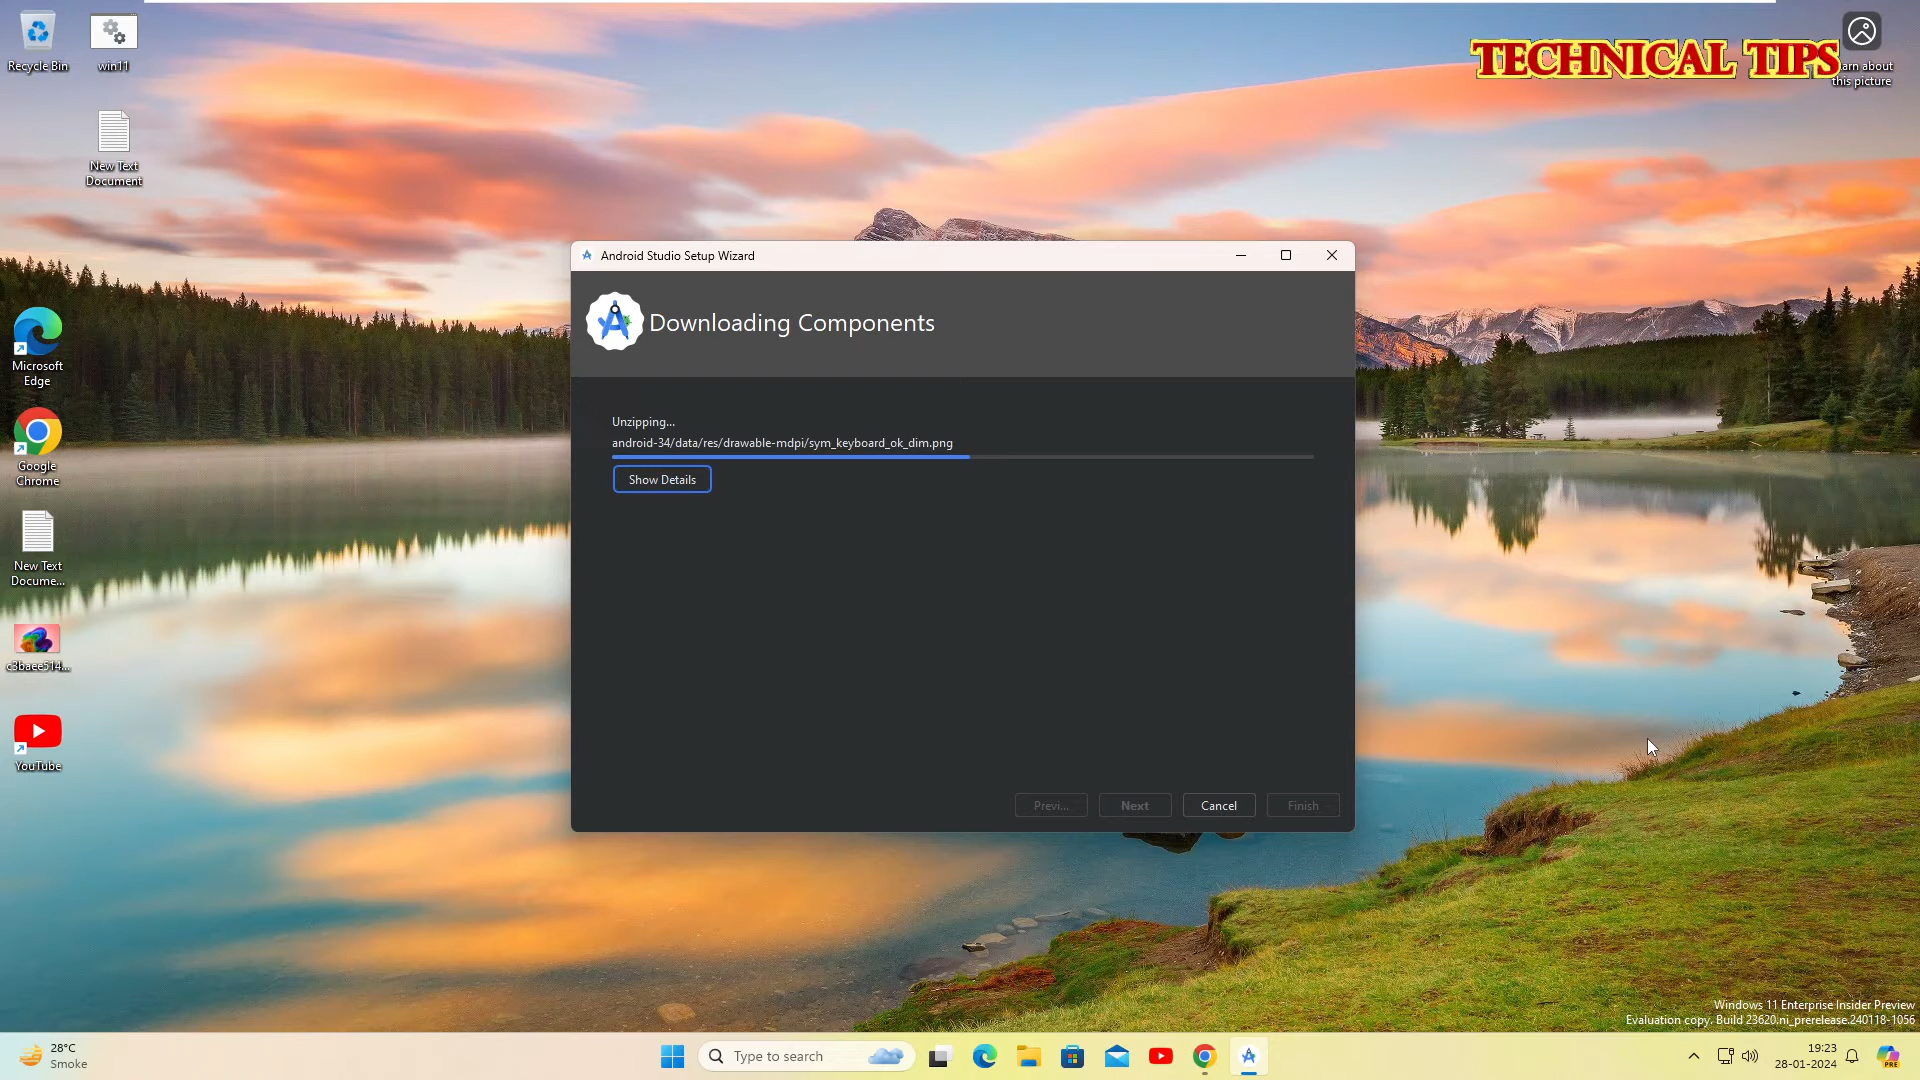 Recycle Bin
win11
TECHNICAL TIPS
arn about
this picture
New Text
Document
Android Studio Setup Wizard
Downloading Components
Microsoft
Edge
Unzipping...
android-34/data/res/drawable-mdpi/sym_keyboard_ok_dim.png
Show Details
Google
Chrome
New Text
Docume...
c3baee514...
YouTube
Previ...
Next
Cancel
Finish
Windows 11 Enterprise Insider Preview
Evaluation copy. Build 23620.ni_prerelease.240118-1056
28°C
Smoke
Type to search
PRE
19:23
28-01-2024